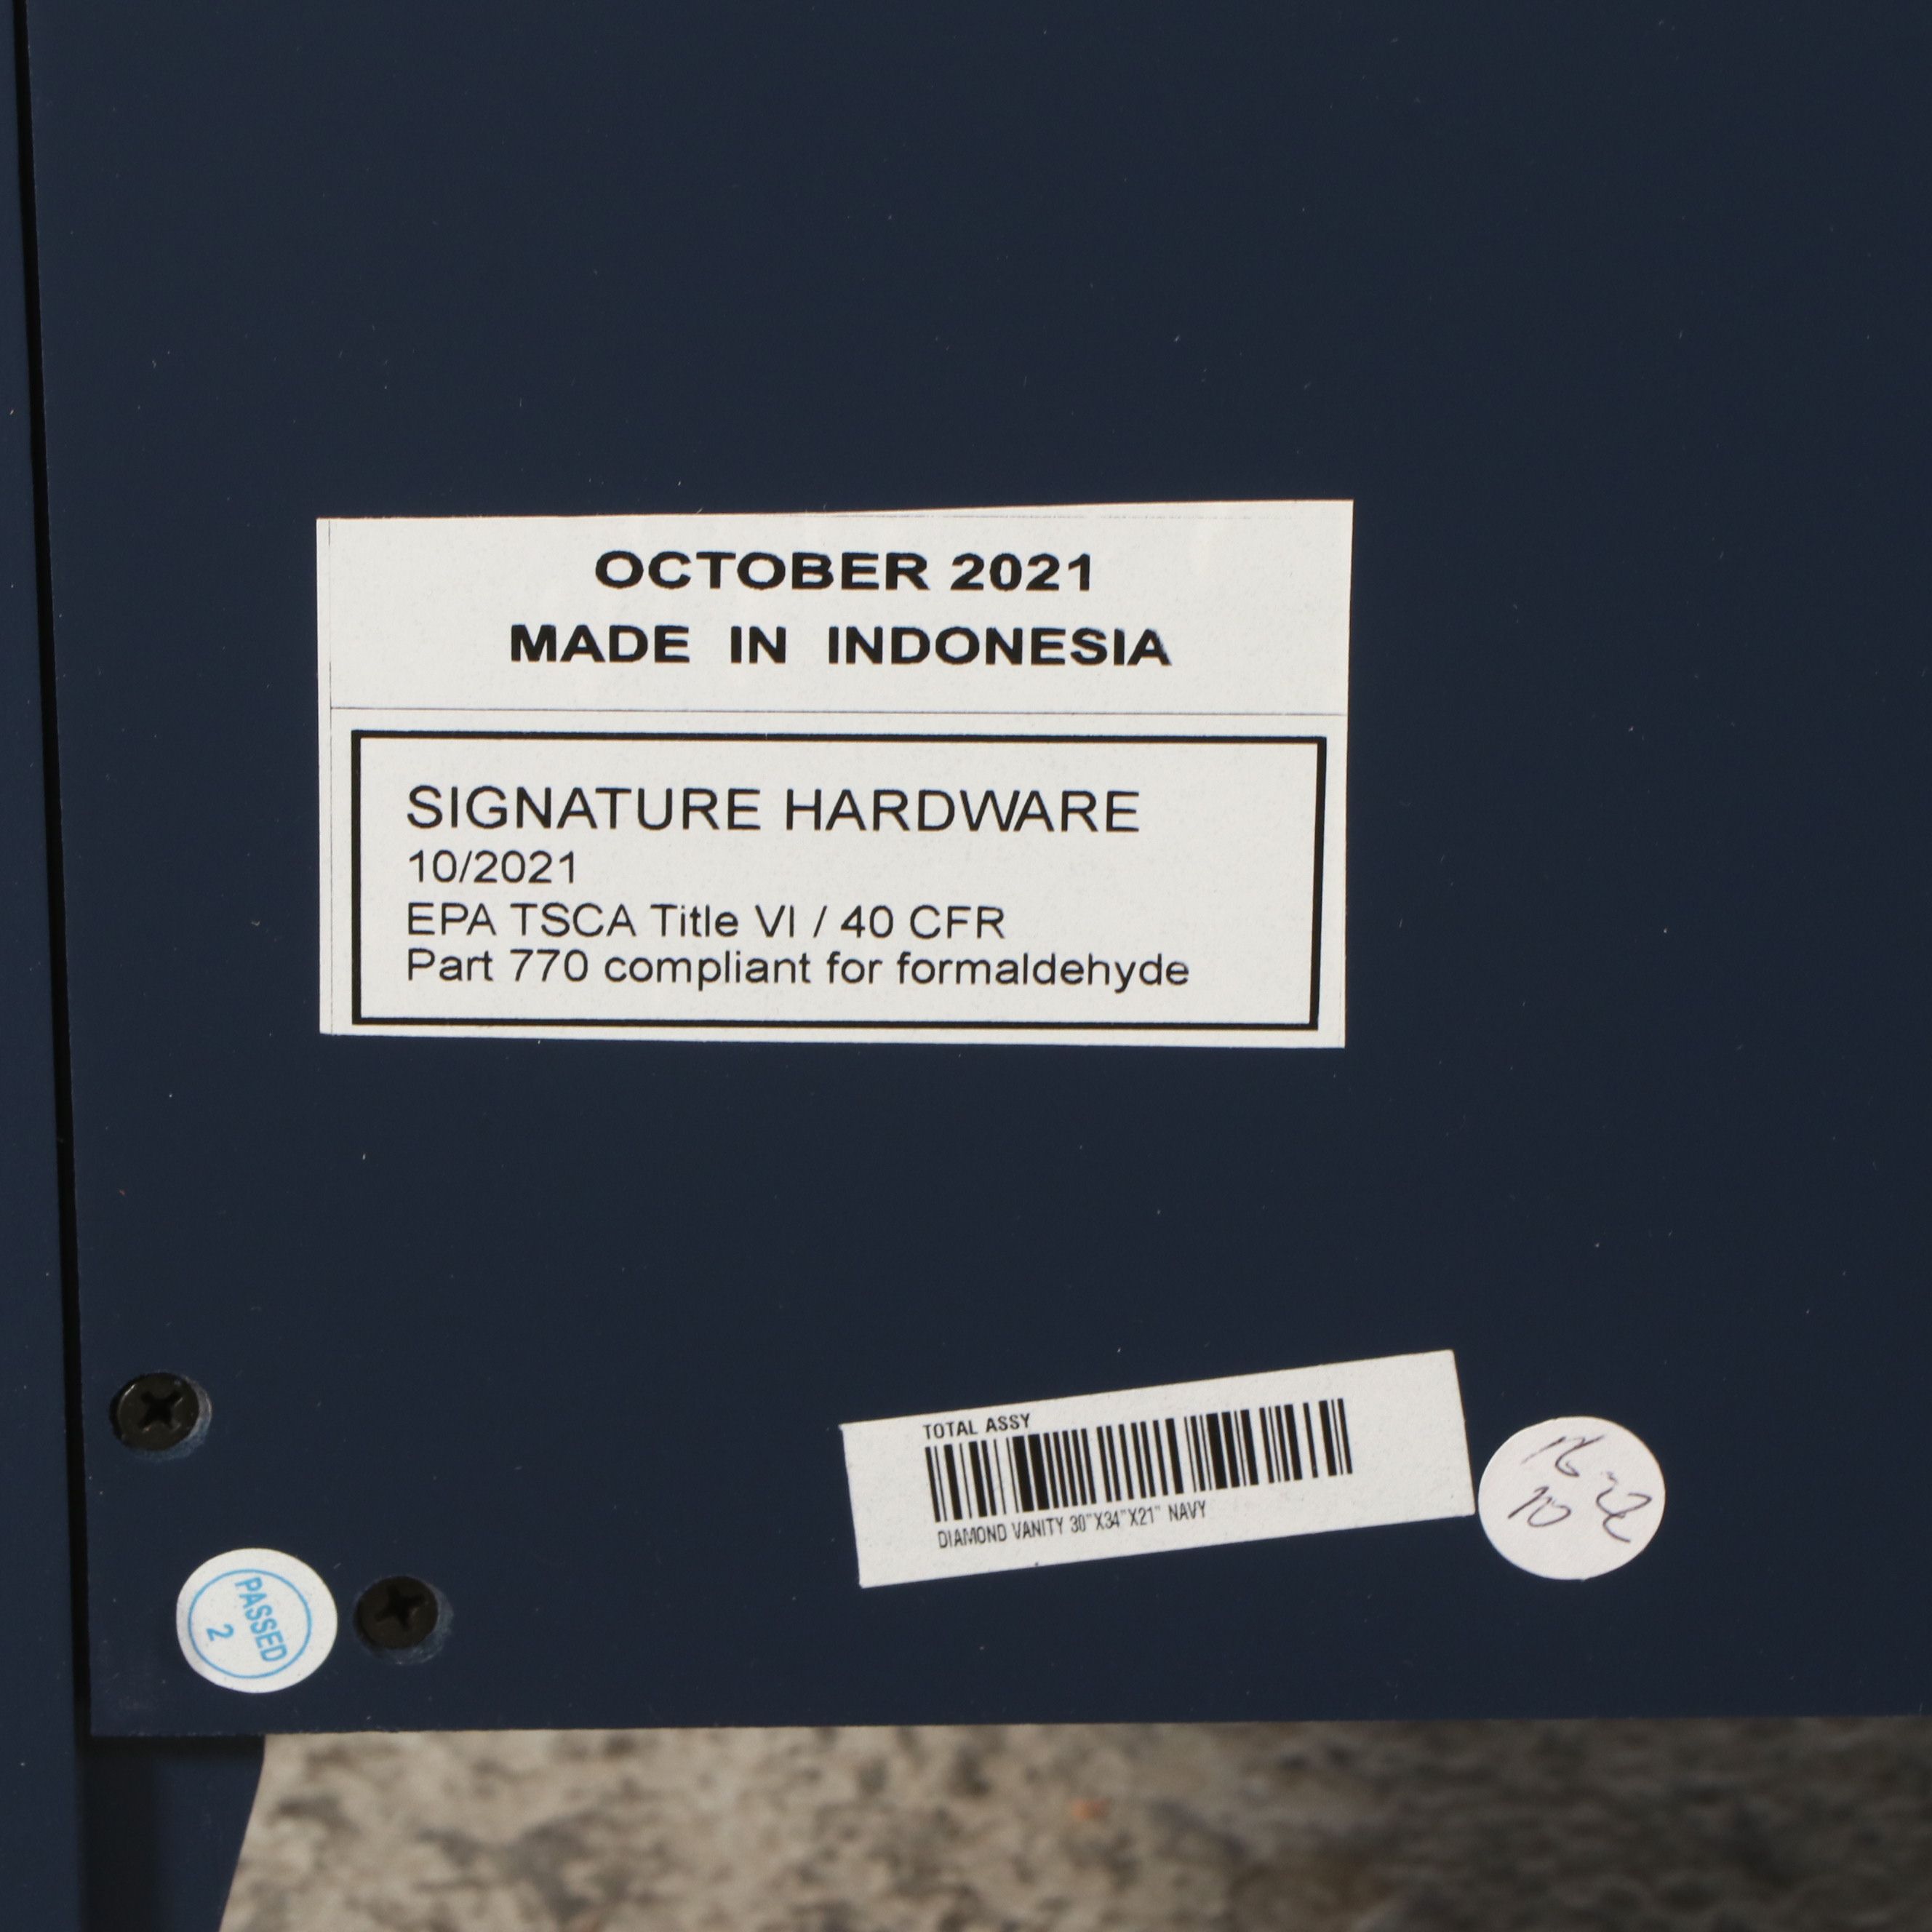 OCTOBER 2021
MADE IN INDONESIA
SIGNATURE HARDWARE
10/2021
EPA TSCA Title VI / 40 CFR
Part 770 compliant for formaldehyde
TOTAL ASSY
DIAMOND VANITY 30"X34"X21" NAVY
PASSED
2